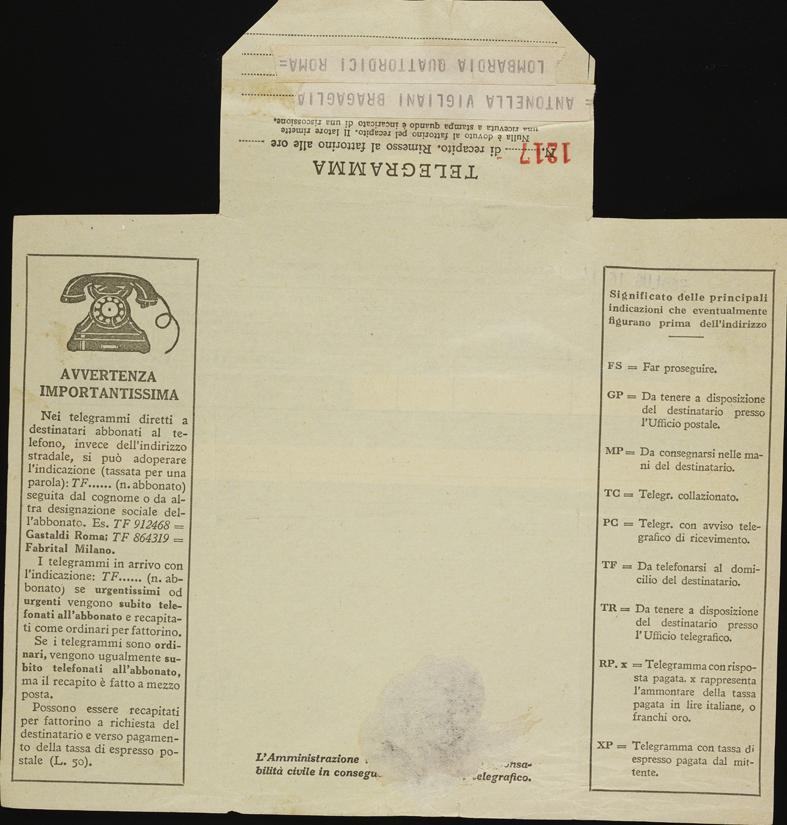 TELEGRAMMA
1217
N. di recapito. Rimesso al fattorino alle ore
Nulla è dovuto al fattorino pel recapito. Il latore rimette
una ricevuta a stampa quando è incaricato di una riscossione.
= ANTONELLA VIGLIANI BRAGAGLIA
LOMBARDIA QUATTORDICI ROMA=
AVVERTENZA
IMPORTANTISSIMA
Nei telegrammi diretti a
destinatari abbonati al te-
lefono, invece dell'indirizzo
stradale, si può adoperare
l'indicazione (tassata per una
parola): TF...... (n. abbonato)
seguita dal cognome o da al-
tra designazione sociale del-
l'abbonato. Es. TF 912468 =
Gastaldi Roma; TF 864319 =
Fabrital Milano.
I telegrammi in arrivo con
l'indicazione: TF...... (n. ab-
bonato) se urgentissimi od
urgenti vengono subito tele-
fonati all'abbonato e recapita-
ti come ordinari per fattorino.
Se i telegrammi sono ordi-
nari, vengono ugualmente su-
bito telefonati all'abbonato,
ma il recapito è fatto a mezzo
posta.
Possono essere recapitati
per fattorino a richiesta del
destinatario e verso pagamen-
to della tassa di espresso po-
stale (L. 50).
L'Amministrazione
bilità civile in consegu telegrafico.
Significato delle principali
indicazioni che eventualmente
figurano prima dell'indirizzo
FS = Far proseguire.
GP = Da tenere a disposizione
del destinatario presso
l'Ufficio postale.
MP = Da consegnarsi nelle ma-
ni del destinatario.
TC = Telegr. collazionato.
PC = Telegr. con avviso tele-
grafico di ricevimento.
TF = Da telefonarsi al domi-
cilio del destinatario.
TR = Da tenere a disposizione
del destinatario presso
l'Ufficio telegrafico.
RP. x = Telegramma con rispo-
sta pagata. x rappresenta
l'ammontare della tassa
pagata in lire italiane, o
franchi oro.
XP = Telegramma con tassa di
espresso pagata dal mit-
tente.